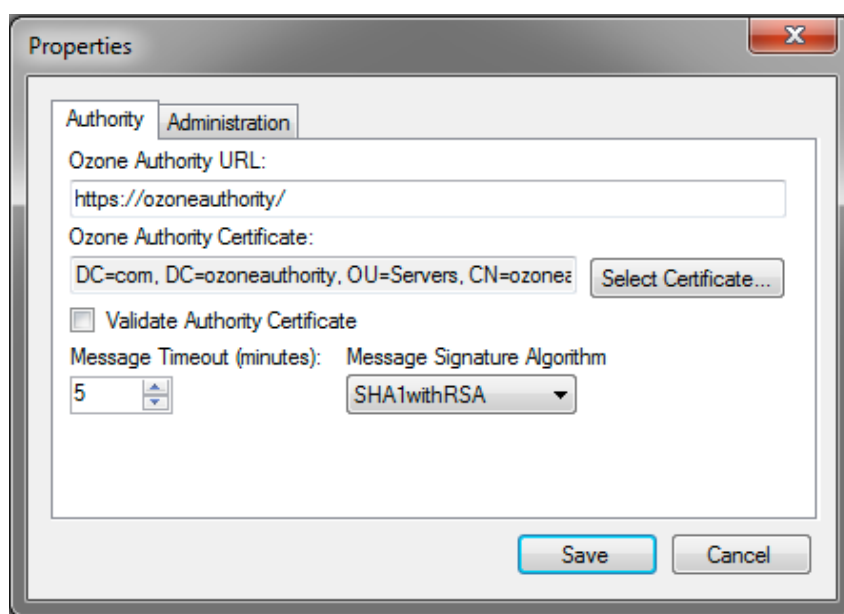 Properties
Authority Administration
Ozone Authority URL:
https://ozoneauthority/
Ozone Authority Certificate:
DC=com, DC=ozoneauthority, OU=Servers, CN=ozonea
Select Certificate...
Validate Authority Certificate
Message Timeout (minutes): Message Signature Algorithm
5 SHA1withRSA
Save Cancel